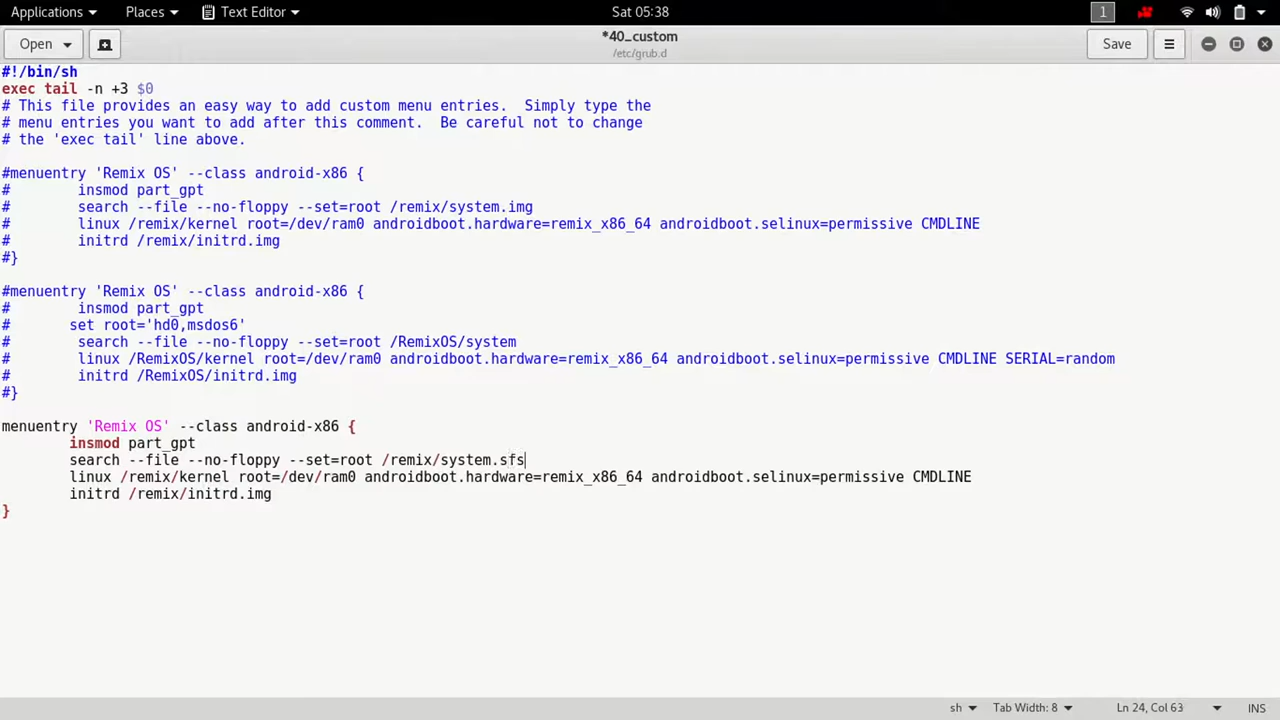 Applications Places Text Editor Sat 05:38 1
Open *40_custom Save
/etc/grub.d
#!/bin/sh
exec tail -n +3 $0
# This file provides an easy way to add custom menu entries.  Simply type the
# menu entries you want to add after this comment.  Be careful not to change
# the 'exec tail' line above.
#menuentry 'Remix OS' --class android-x86 {
#        insmod part_gpt
#        search --file --no-floppy --set=root /remix/system.img
#        linux /remix/kernel root=/dev/ram0 androidboot.hardware=remix_x86_64 androidboot.selinux=permissive CMDLINE
#        initrd /remix/initrd.img
#}
#menuentry 'Remix OS' --class android-x86 {
#        insmod part_gpt
#       set root='hd0,msdos6'
#        search --file --no-floppy --set=root /RemixOS/system
#        linux /RemixOS/kernel root=/dev/ram0 androidboot.hardware=remix_x86_64 androidboot.selinux=permissive CMDLINE SERIAL=random
#        initrd /RemixOS/initrd.img
#}
menuentry 'Remix OS' --class android-x86 {
        insmod part_gpt
        search --file --no-floppy --set=root /remix/system.sfs
        linux /remix/kernel root=/dev/ram0 androidboot.hardware=remix_x86_64 androidboot.selinux=permissive CMDLINE
        initrd /remix/initrd.img
}
sh Tab Width: 8 Ln 24, Col 63 INS